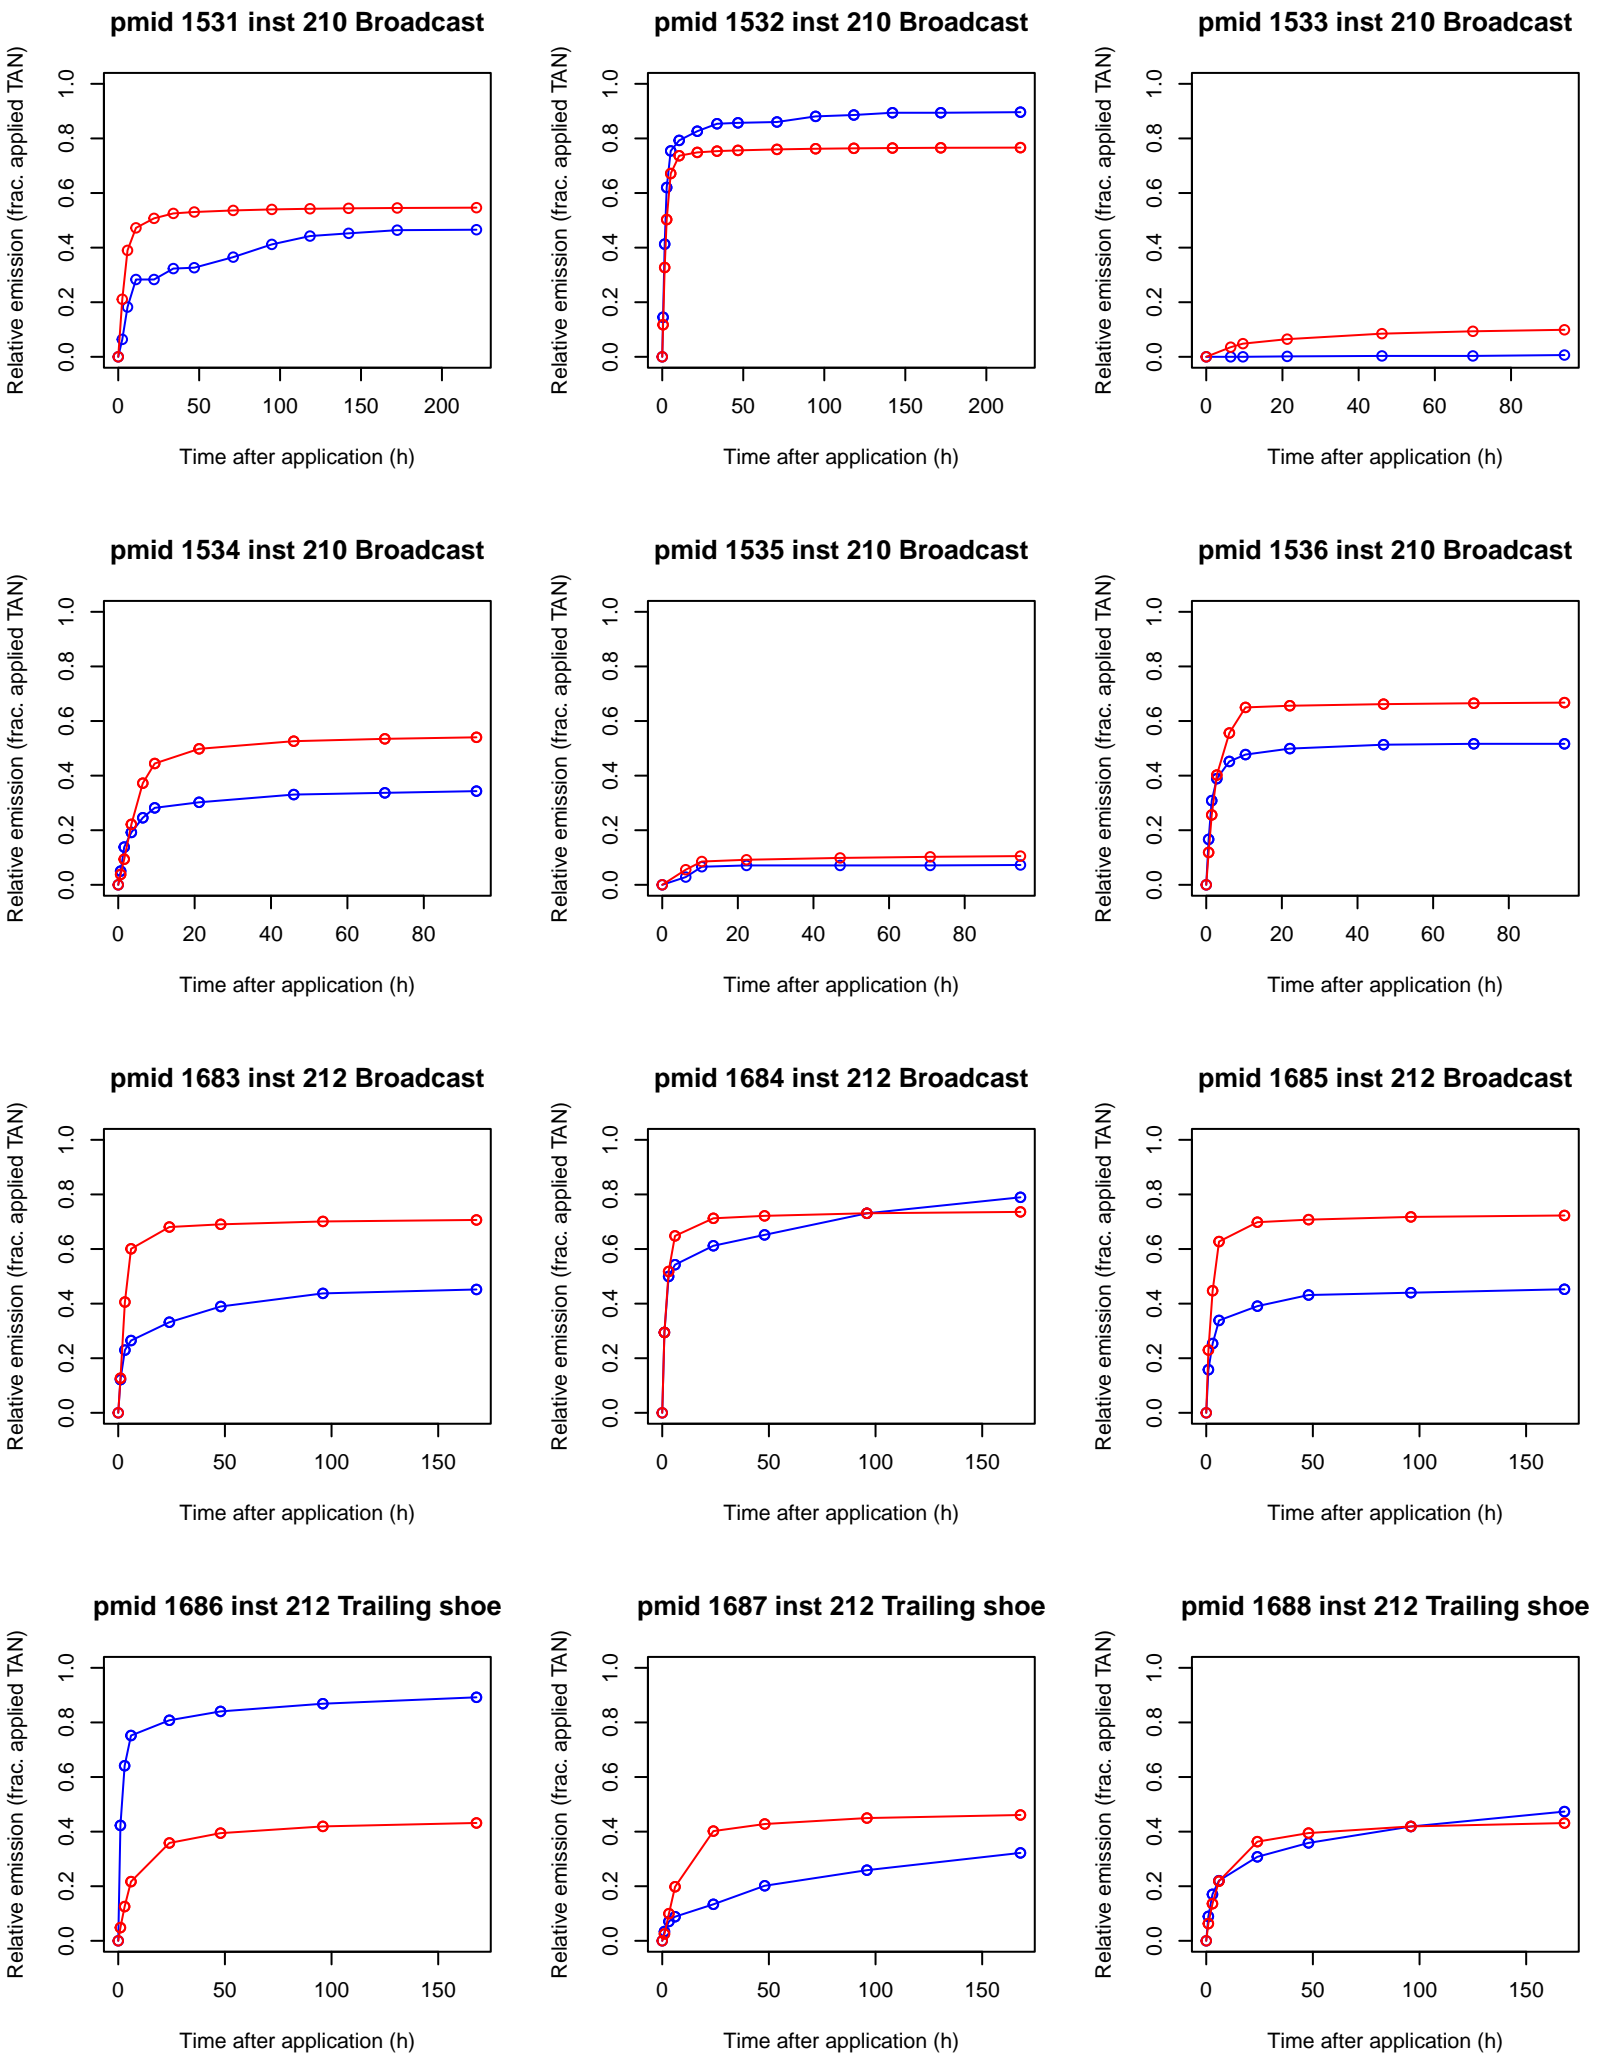 pmid 1531 inst 210 Broadcast
Relative emission (frac. applied TAN)
1.0
0.8
0.6
0.4
0.2
0.0
0 50 100 150 200
Time after application (h)
pmid 1532 inst 210 Broadcast
Relative emission (frac. applied TAN)
1.0
0.8
0.6
0.4
0.2
0.0
0 50 100 150 200
Time after application (h)
pmid 1533 inst 210 Broadcast
Relative emission (frac. applied TAN)
1.0
0.8
0.6
0.4
0.2
0.0
0 20 40 60 80
Time after application (h)
pmid 1534 inst 210 Broadcast
Relative emission (frac. applied TAN)
1.0
0.8
0.6
0.4
0.2
0.0
0 20 40 60 80
Time after application (h)
pmid 1535 inst 210 Broadcast
Relative emission (frac. applied TAN)
1.0
0.8
0.6
0.4
0.2
0.0
0 20 40 60 80
Time after application (h)
pmid 1536 inst 210 Broadcast
Relative emission (frac. applied TAN)
1.0
0.8
0.6
0.4
0.2
0.0
0 20 40 60 80
Time after application (h)
pmid 1683 inst 212 Broadcast
Relative emission (frac. applied TAN)
1.0
0.8
0.6
0.4
0.2
0.0
0 50 100 150
Time after application (h)
pmid 1684 inst 212 Broadcast
Relative emission (frac. applied TAN)
1.0
0.8
0.6
0.4
0.2
0.0
0 50 100 150
Time after application (h)
pmid 1685 inst 212 Broadcast
Relative emission (frac. applied TAN)
1.0
0.8
0.6
0.4
0.2
0.0
0 50 100 150
Time after application (h)
pmid 1686 inst 212 Trailing shoe
Relative emission (frac. applied TAN)
1.0
0.8
0.6
0.4
0.2
0.0
0 50 100 150
Time after application (h)
pmid 1687 inst 212 Trailing shoe
Relative emission (frac. applied TAN)
1.0
0.8
0.6
0.4
0.2
0.0
0 50 100 150
Time after application (h)
pmid 1688 inst 212 Trailing shoe
Relative emission (frac. applied TAN)
1.0
0.8
0.6
0.4
0.2
0.0
0 50 100 150
Time after application (h)